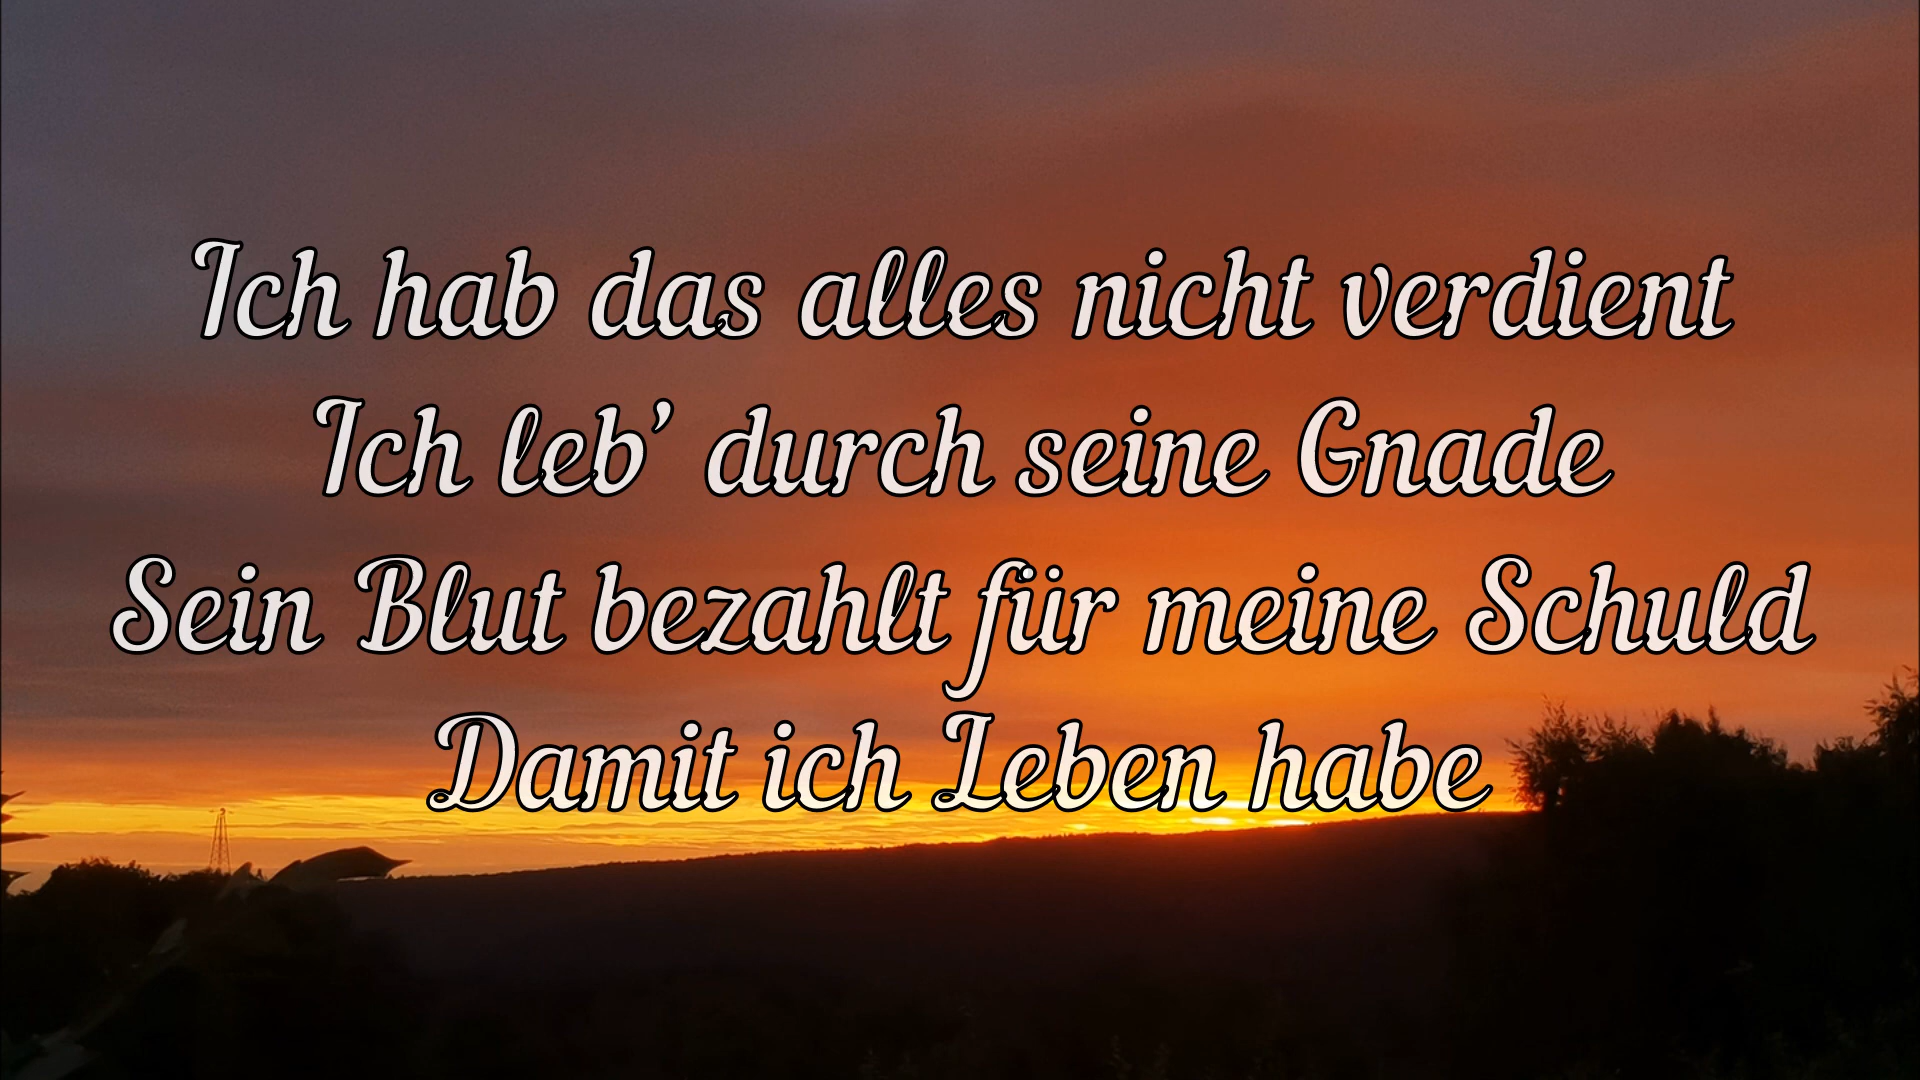 Ich hab das alles nicht verdient
Ich leb’ durch seine Gnade
Sein Blut bezahlt für meine Schuld
Damit ich Leben habe